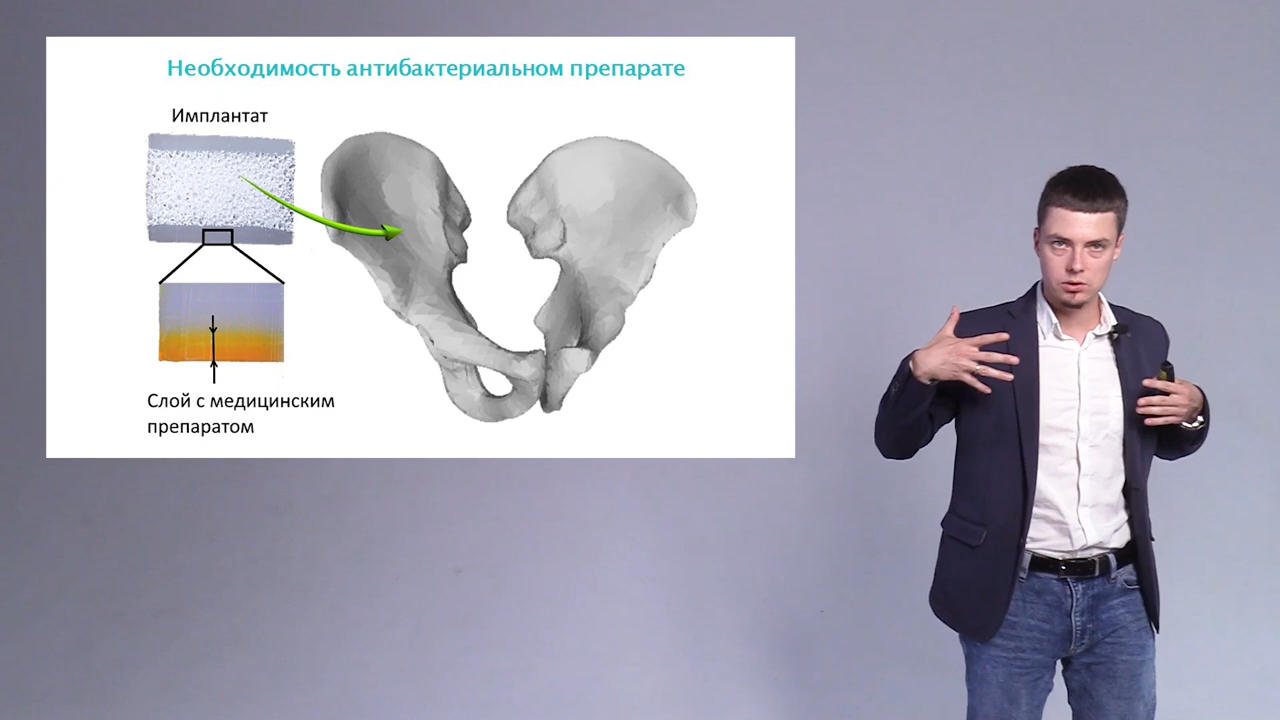 Необходимость антибактериальном препарате
Имплантат
Слой с медицинским
препаратом